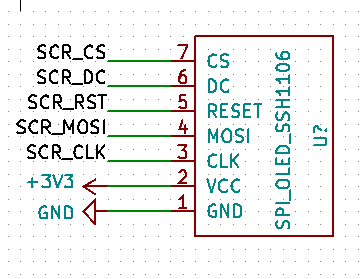 SCR_CS 7 CS
SCR_DC 6 DC
SCR_RST 5 RESET
SCR_MOSI 4 MOSI
SCR_CLK 3 CLK
+3V3 2 VCC
GND 1 GND
SPI_OLED_SSH1106
U?